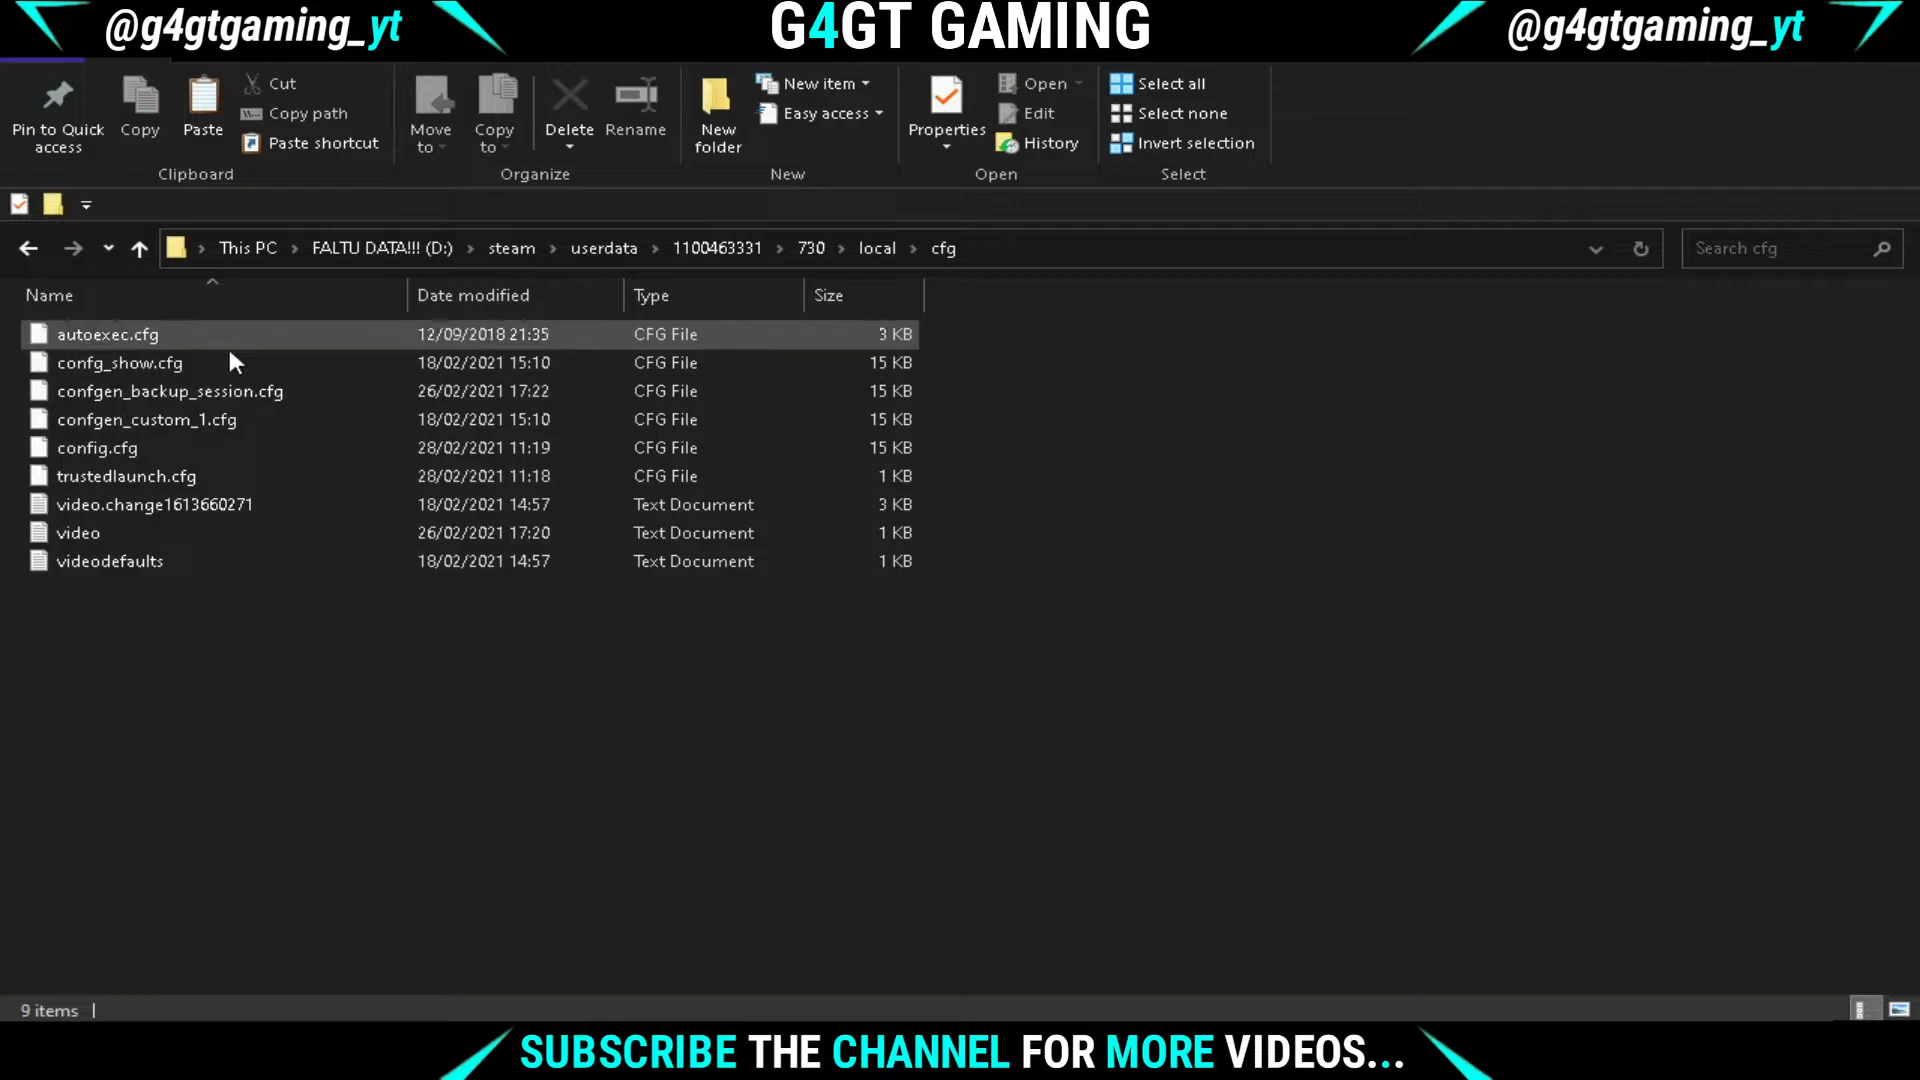 @g4gtgaming_yt G4GT GAMING @g4gtgaming_yt
Pin to Quick access
Copy
Paste
Cut
Copy path
Paste shortcut
Clipboard
Move to
Copy to
Delete
Rename
Organize
New folder
New item
Easy access
New
Properties
Open
Edit
History
Open
Select all
Select none
Invert selection
Select
This PC › FALTU DATA!!! (D:) › steam › userdata › 1100463331 › 730 › local › cfg
Search cfg
Name Date modified Type Size
autoexec.cfg 12/09/2018 21:35 CFG File 3 KB
confg_show.cfg 18/02/2021 15:10 CFG File 15 KB
confgen_backup_session.cfg 26/02/2021 17:22 CFG File 15 KB
confgen_custom_1.cfg 18/02/2021 15:10 CFG File 15 KB
config.cfg 28/02/2021 11:19 CFG File 15 KB
trustedlaunch.cfg 28/02/2021 11:18 CFG File 1 KB
video.change1613660271 18/02/2021 14:57 Text Document 3 KB
video 26/02/2021 17:20 Text Document 1 KB
videodefaults 18/02/2021 14:57 Text Document 1 KB
9 items
SUBSCRIBE THE CHANNEL FOR MORE VIDEOS...